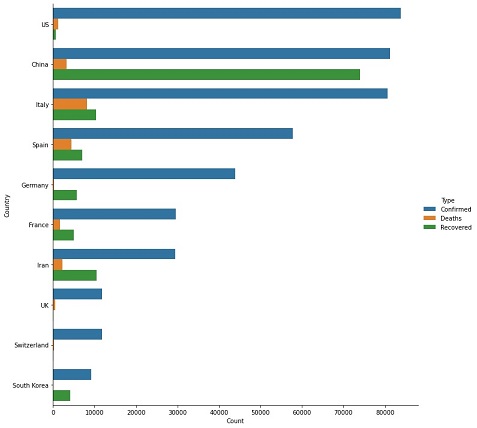 US
China
Italy
Spain
Germany
France
Iran
UK
Switzerland
South Korea
Country
0 10000 20000 30000 40000 50000 60000 70000 80000
Count
Type
Confirmed
Deaths
Recovered